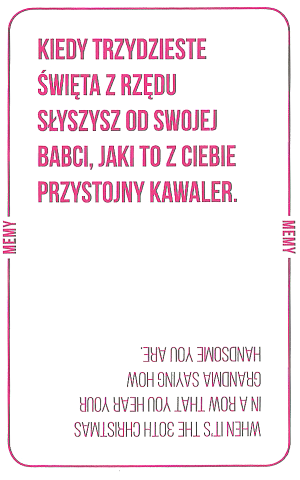 KIEDY TRZYDZIESTE
ŚWIĘTA Z RZĘDU
SŁYSZYSZ OD SWOJEJ
BABCI, JAKI TO Z CIEBIE
PRZYSTOJNY KAWALER.
MEMY
MEMY
WHEN IT'S THE 30TH CHRISTMAS
IN A ROW THAT YOU HEAR YOUR
GRANDMA SAYING HOW
HANDSOME YOU ARE.